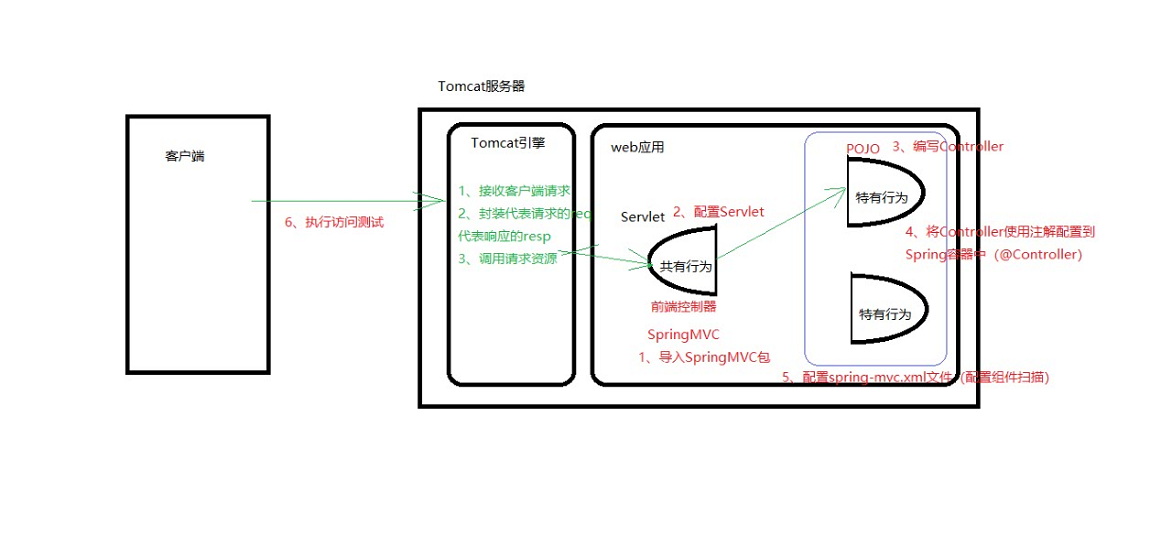 Tomcat服务器
客户端
6、执行访问测试
Tomcat引擎
1、接收客户端请求
2、封装代表请求的req
代表响应的resp
3、调用请求资源
web应用
Servlet
2、配置Servlet
共有行为
前端控制器
SpringMVC
1、导入SpringMVC包
POJO
3、编写Controller
特有行为
4、将Controller使用注解配置到
Spring容器中（@Controller）
特有行为
5、配置spring-mvc.xml文件（配置组件扫描）